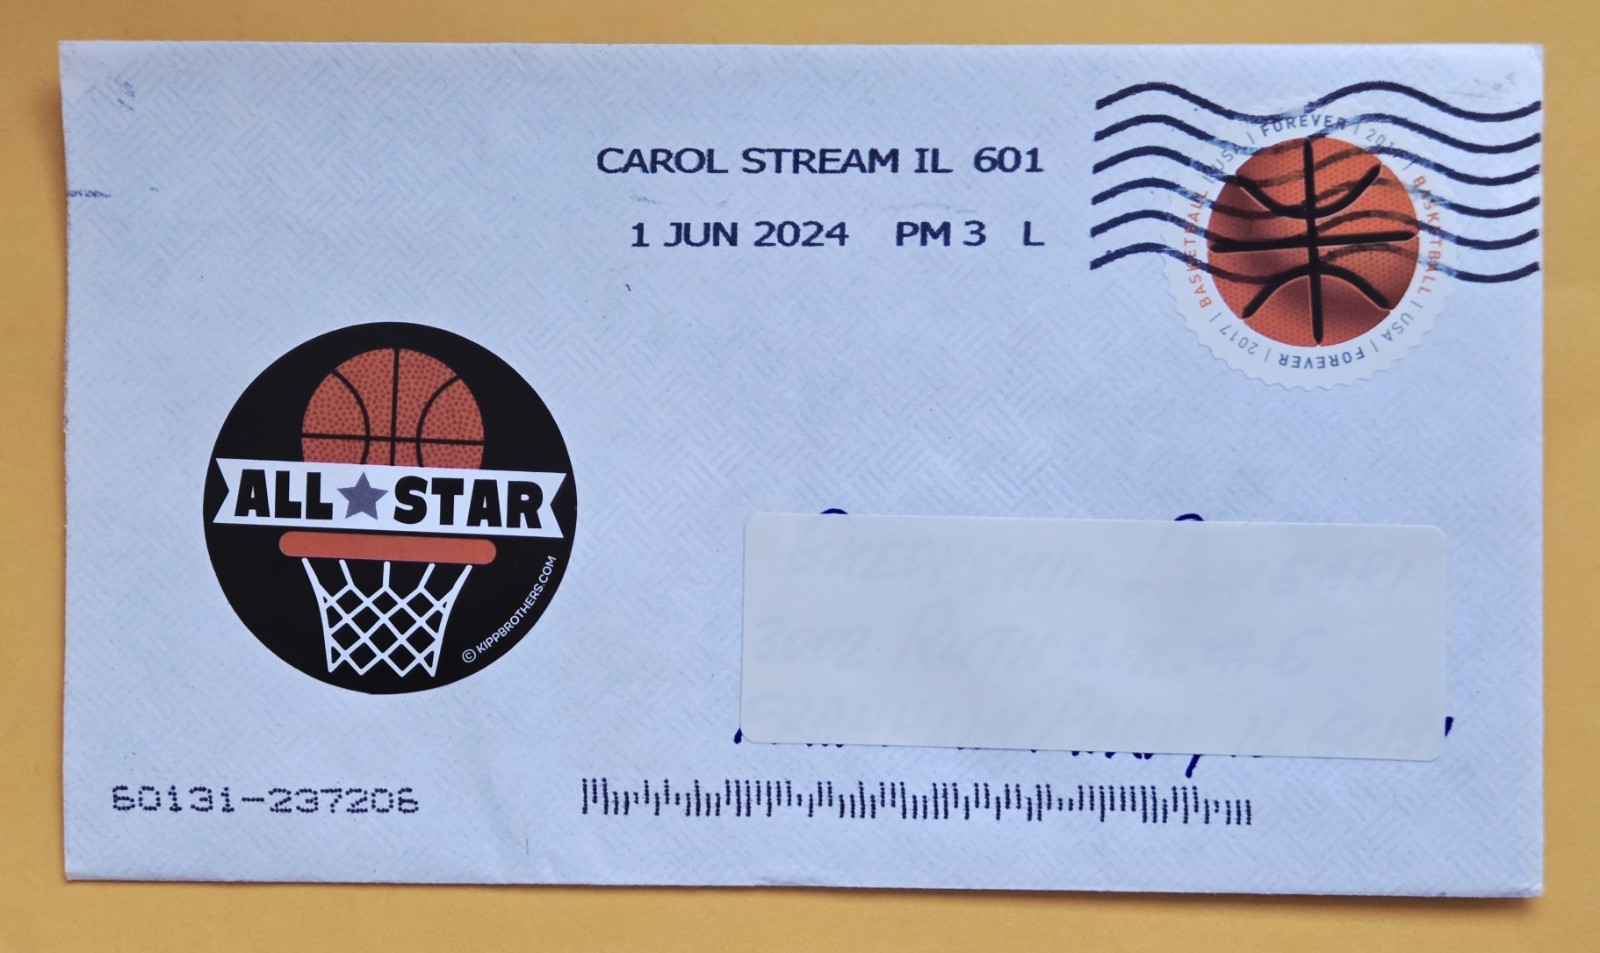 CAROL STREAM IL 601
1 JUN 2024 PM 3 L
BASKETBALL | USA | FOREVER | 2017 | BASKETBALL | USA | FOREVER | 2017 |
ALL STAR
© KIPPBROTHERS.COM
60131-237206